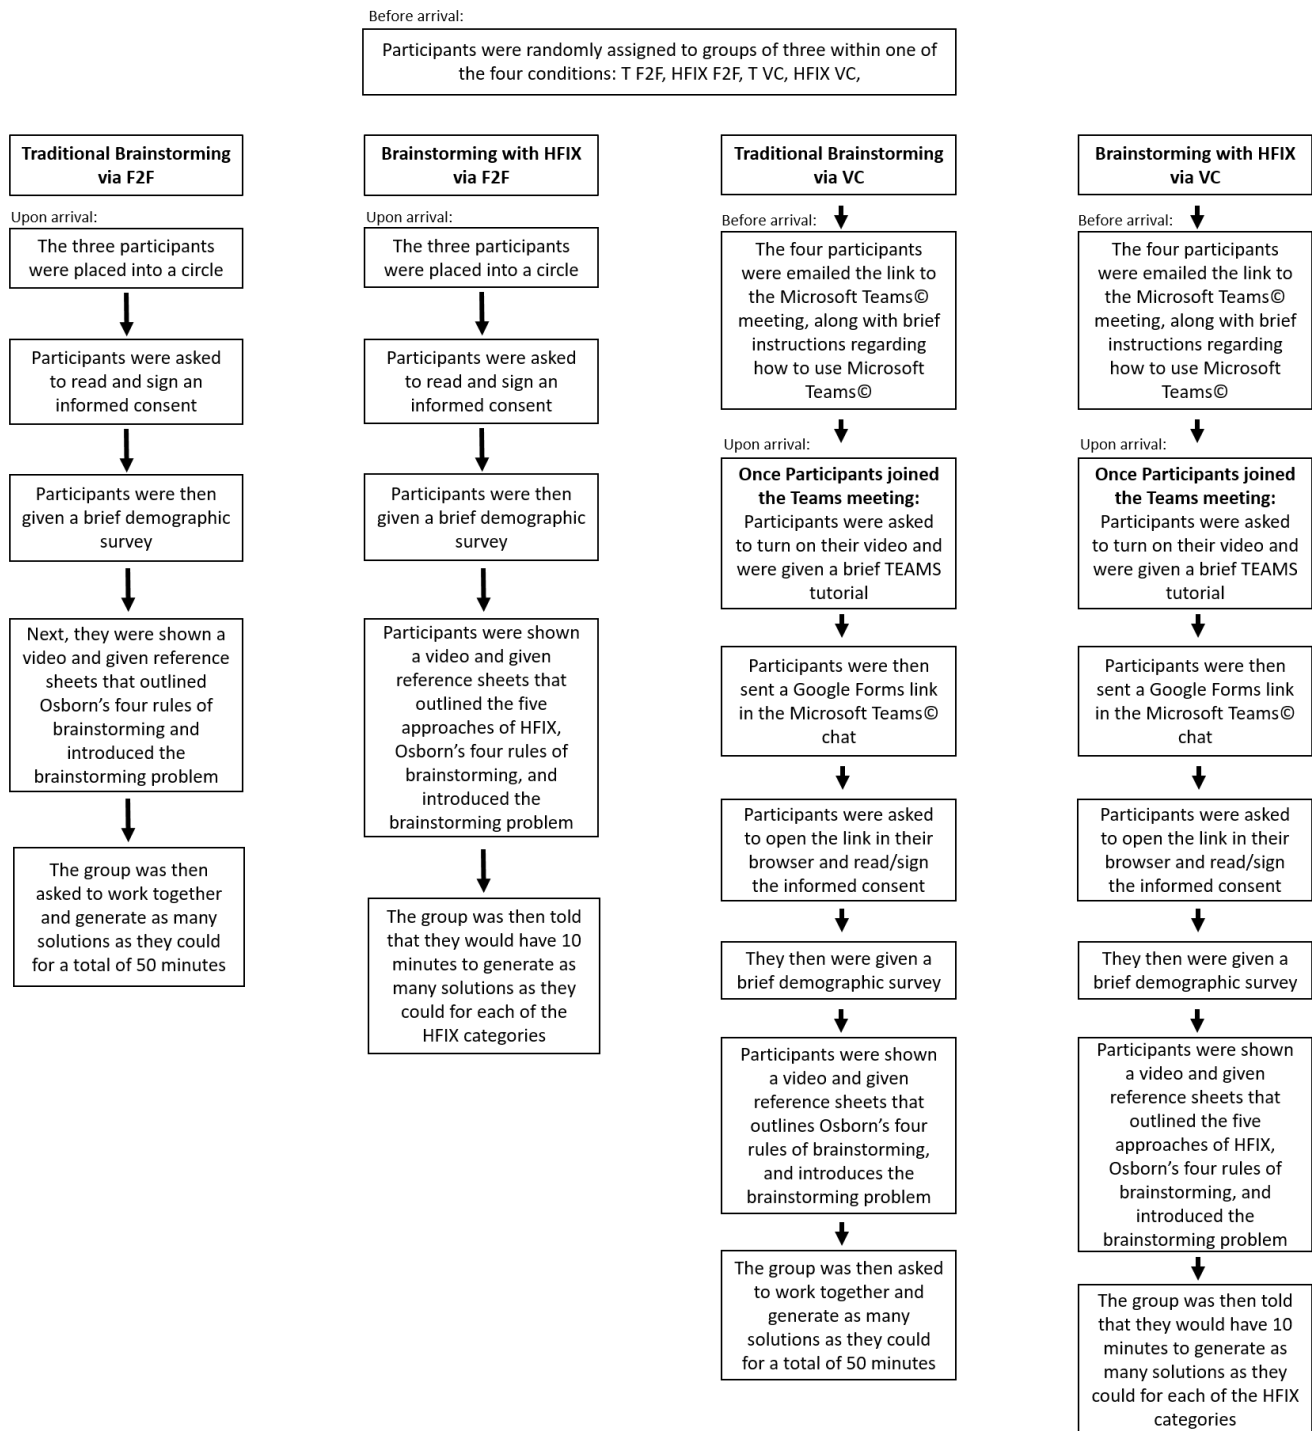 Before arrival:
Participants were randomly assigned to groups of three within one of
the four conditions: T F2F, HFIX F2F, T VC, HFIX VC,
Traditional Brainstorming
via F2F
Upon arrival:
The three participants
were placed into a circle
Participants were asked
to read and sign an
informed consent
Participants were then
given a brief demographic
survey
Next, they were shown a
video and given reference
sheets that outlined
Osborn’s four rules of
brainstorming and
introduced the
brainstorming problem
The group was then
asked to work together
and generate as many
solutions as they could
for a total of 50 minutes
Brainstorming with HFIX
via F2F
Upon arrival:
The three participants
were placed into a circle
Participants were asked
to read and sign an
informed consent
Participants were then
given a brief demographic
survey
Participants were shown
a video and given
reference sheets that
outlined the five
approaches of HFIX,
Osborn’s four rules of
brainstorming, and
introduced the
brainstorming problem
The group was then told
that they would have 10
minutes to generate as
many solutions as they
could for each of the
HFIX categories
Traditional Brainstorming
via VC
Before arrival:
The four participants
were emailed the link to
the Microsoft Teams©
meeting, along with brief
instructions regarding
how to use Microsoft
Teams©
Upon arrival:
Once Participants joined
the Teams meeting:
Participants were asked
to turn on their video and
were given a brief TEAMS
tutorial
Participants were then
sent a Google Forms link
in the Microsoft Teams©
chat
Participants were asked
to open the link in their
browser and read/sign
the informed consent
They then were given a
brief demographic survey
Participants were shown
a video and given
reference sheets that
outlines Osborn’s four
rules of brainstorming,
and introduces the
brainstorming problem
The group was then asked
to work together and
generate as many
solutions as they could
for a total of 50 minutes
Brainstorming with HFIX
via VC
Before arrival:
The four participants
were emailed the link to
the Microsoft Teams©
meeting, along with brief
instructions regarding
how to use Microsoft
Teams©
Upon arrival:
Once Participants joined
the Teams meeting:
Participants were asked
to turn on their video and
were given a brief TEAMS
tutorial
Participants were then
sent a Google Forms link
in the Microsoft Teams©
chat
Participants were asked
to open the link in their
browser and read/sign
the informed consent
They then were given a
brief demographic survey
Participants were shown
a video and given
reference sheets that
outlined the five
approaches of HFIX,
Osborn’s four rules of
brainstorming, and
introduced the
brainstorming problem
The group was then told
that they would have 10
minutes to generate as
many solutions as they
could for each of the HFIX
categories